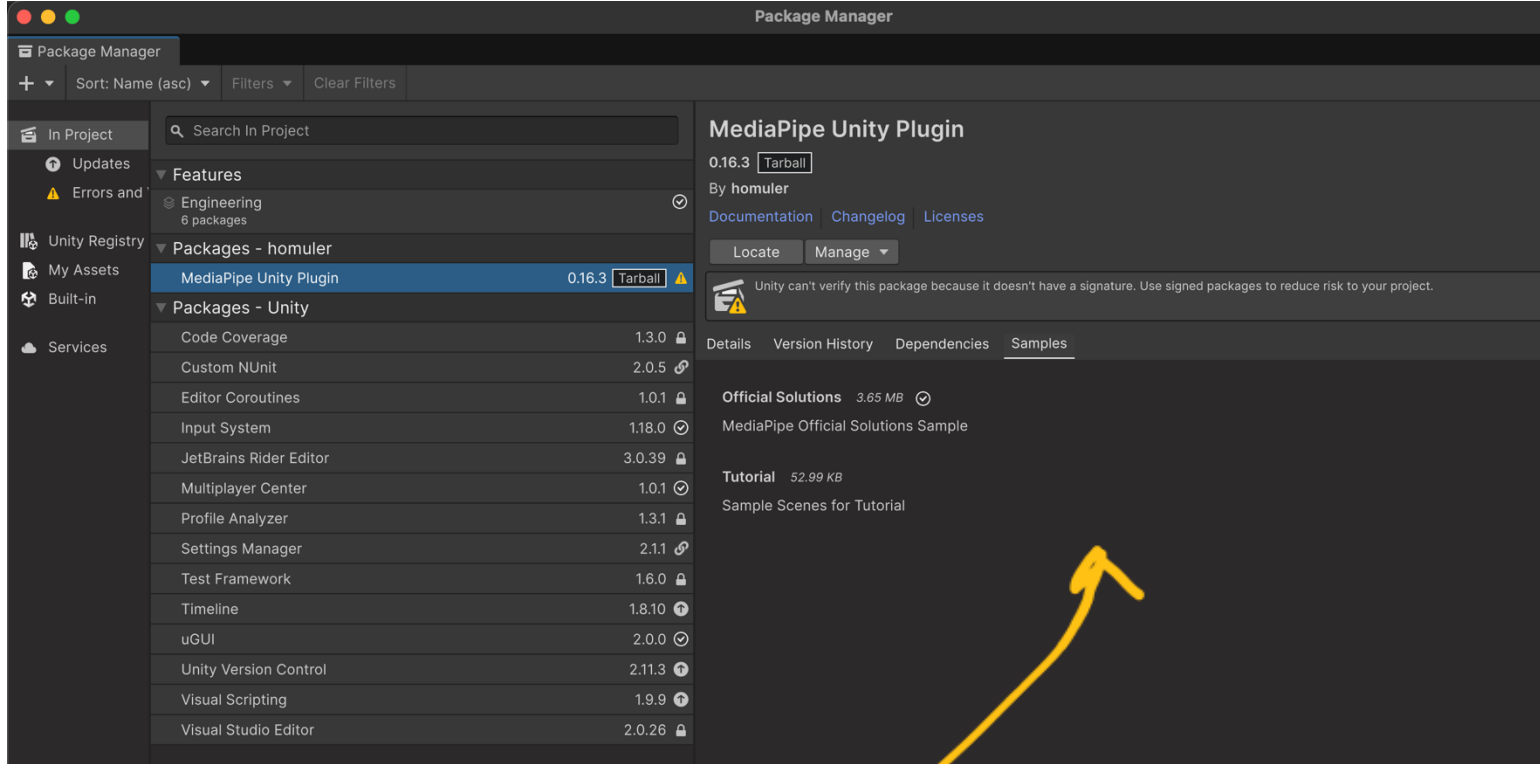 Package Manager
Package Manager
+ Sort: Name (asc) Filters Clear Filters
In Project
Updates
Errors and
Unity Registry
My Assets
Built-in
Services
Search In Project
Features
Engineering
6 packages
Packages - homuler
MediaPipe Unity Plugin 0.16.3 Tarball
Packages - Unity
Code Coverage 1.3.0
Custom NUnit 2.0.5
Editor Coroutines 1.0.1
Input System 1.18.0
JetBrains Rider Editor 3.0.39
Multiplayer Center 1.0.1
Profile Analyzer 1.3.1
Settings Manager 2.1.1
Test Framework 1.6.0
Timeline 1.8.10
uGUI 2.0.0
Unity Version Control 2.11.3
Visual Scripting 1.9.9
Visual Studio Editor 2.0.26
MediaPipe Unity Plugin
0.16.3 Tarball
By homuler
Documentation Changelog Licenses
Locate Manage
Unity can't verify this package because it doesn't have a signature. Use signed packages to reduce risk to your project.
Details Version History Dependencies Samples
Official Solutions 3.65 MB
MediaPipe Official Solutions Sample
Tutorial 52.99 KB
Sample Scenes for Tutorial